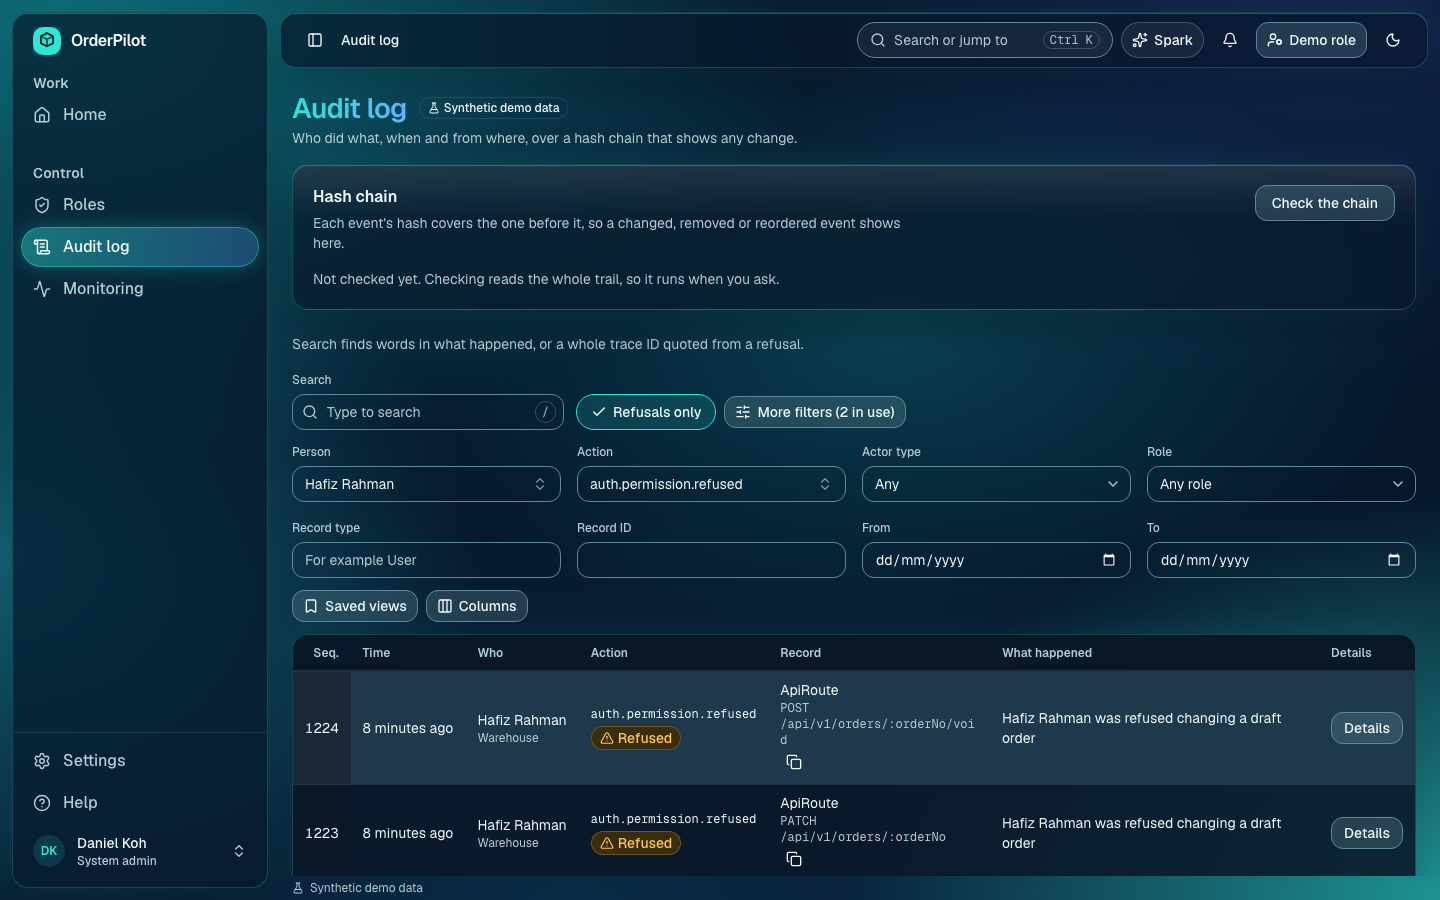 OrderPilot
Work
Home
Control
Roles
Audit log
Monitoring
Settings
Help
DK
Daniel Koh
System admin
Audit log
Search or jump to
Ctrl K
Spark
Demo role
Audit log
Synthetic demo data
Who did what, when and from where, over a hash chain that shows any change.
Hash chain
Check the chain
Each event's hash covers the one before it, so a changed, removed or reordered event shows
here.
Not checked yet. Checking reads the whole trail, so it runs when you ask.
Search finds words in what happened, or a whole trace ID quoted from a refusal.
Search
Type to search
/
Refusals only
More filters (2 in use)
Person
Action
Actor type
Role
Hafiz Rahman
auth.permission.refused
Any
Any role
Record type
Record ID
From
To
For example User
dd/mm/yyyy
dd/mm/yyyy
Saved views
Columns
Seq.
Time
Who
Action
Record
What happened
Details
1224
8 minutes ago
Hafiz Rahman
Warehouse
auth.permission.refused
Refused
ApiRoute
POST
/api/v1/orders/:orderNo/voi
d
Hafiz Rahman was refused changing a draft
order
Details
1223
8 minutes ago
Hafiz Rahman
Warehouse
auth.permission.refused
Refused
ApiRoute
PATCH
/api/v1/orders/:orderNo
Hafiz Rahman was refused changing a draft
order
Details
Synthetic demo data